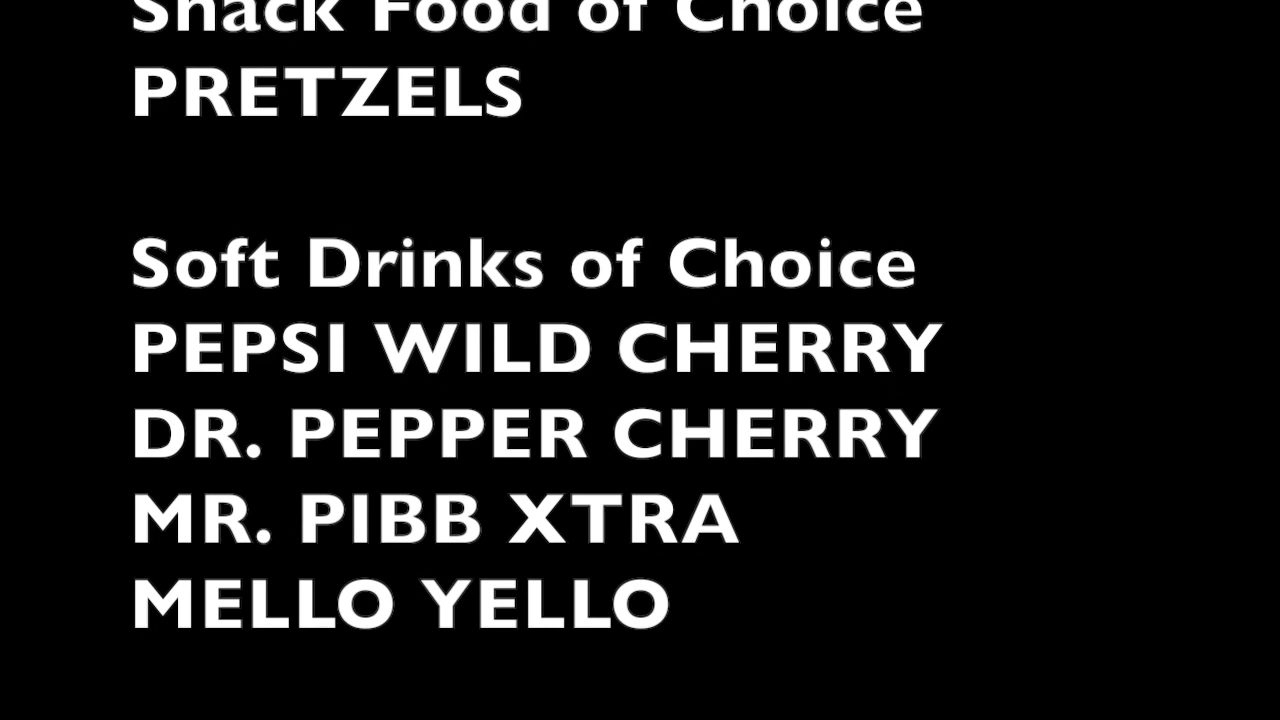 Snack Food of Choice
PRETZELS
Soft Drinks of Choice
PEPSI WILD CHERRY
DR. PEPPER CHERRY
MR. PIBB XTRA
MELLO YELLO